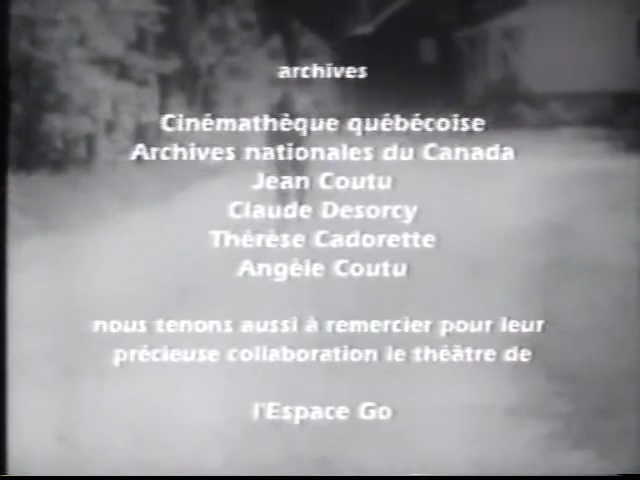 archives
Cinémathèque québécoise
Archives nationales du Canada
Jean Coutu
Claude Desorcy
Thérèse Cadorette
Angèle Coutu
nous tenons aussi à remercier pour leur
précieuse collaboration le théâtre de
l'Espace Go